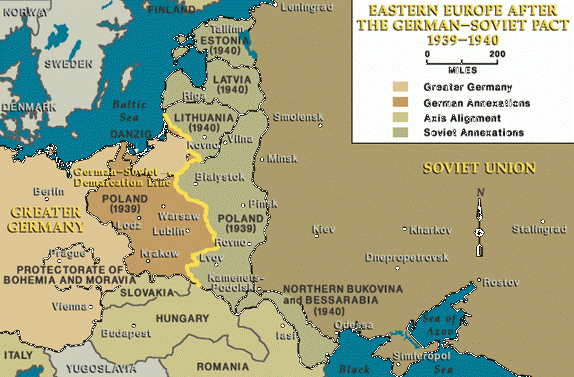 EASTERN EUROPE AFTER
THE GERMAN–SOVIET PACT
1939–1940
0 200
MILES
Greater Germany
German Annexations
Axis Alignment
Soviet Annexations
NORWAY
FINLAND
Leningrad
SWEDEN
Tallinn
ESTONIA
(1940)
LATVIA
(1940)
Riga
DENMARK
Baltic
Sea
LITHUANIA
(1940)
Smolensk
DANZIG
Kovno
Vilna
Minsk
German–Soviet
Demarcation Line
Bialystok
SOVIET UNION
N
Berlin
POLAND
(1939)
Pinsk
Warsaw
GREATER
GERMANY
Lodz
Lublin
POLAND
(1939)
Kiev
Kharkov
Stalingrad
Rovno
Prague
Krakow
Lvov
Dnepropetrovsk
PROTECTORATE OF
BOHEMIA AND MORAVIA
Kamenets-
Podolsk
Rostov
SLOVAKIA
NORTHERN BUKOVINA
and BESSARABIA
(1940)
Vienna
HUNGARY
Budapest
Iasi
Odessa
Sea of
Azov
ITALY
YUGOSLAVIA
ROMANIA
Simferopol
Black
Sea